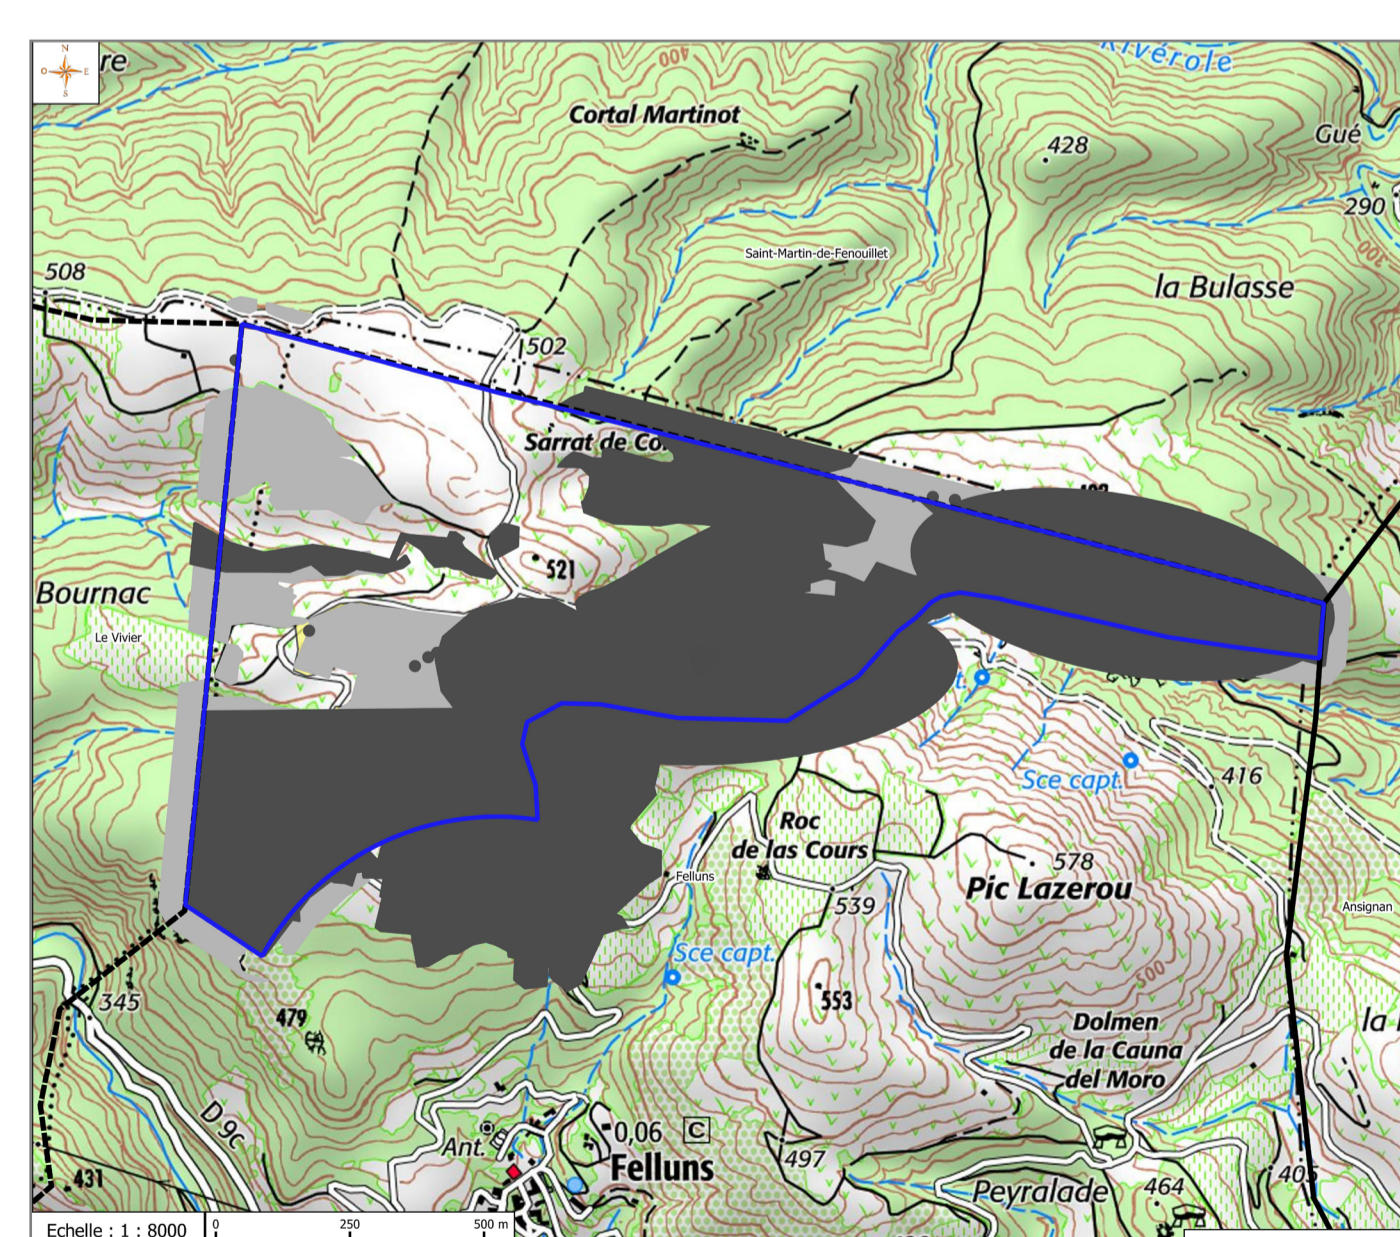 N
O E
S
re
400
Rivérole
Cortal Martinot
428
Gué
290
300
Saint-Martin-de-Fenouillet
508
la Bulasse
502
Sarrat de Co
521
Bournac
Le Vivier
t.
Sce capt.
416
Roc
de las Cours
578
Pic Lazerou
Felluns
539
Ansignan
Sce capt.
500
345
479
553
Dolmen
de la Cauna
del Moro
la
D 9c
Ant.
0,06 C
Felluns
497
405
431
Peyralade
464
Echelle : 1 : 8000
0 250 500 m